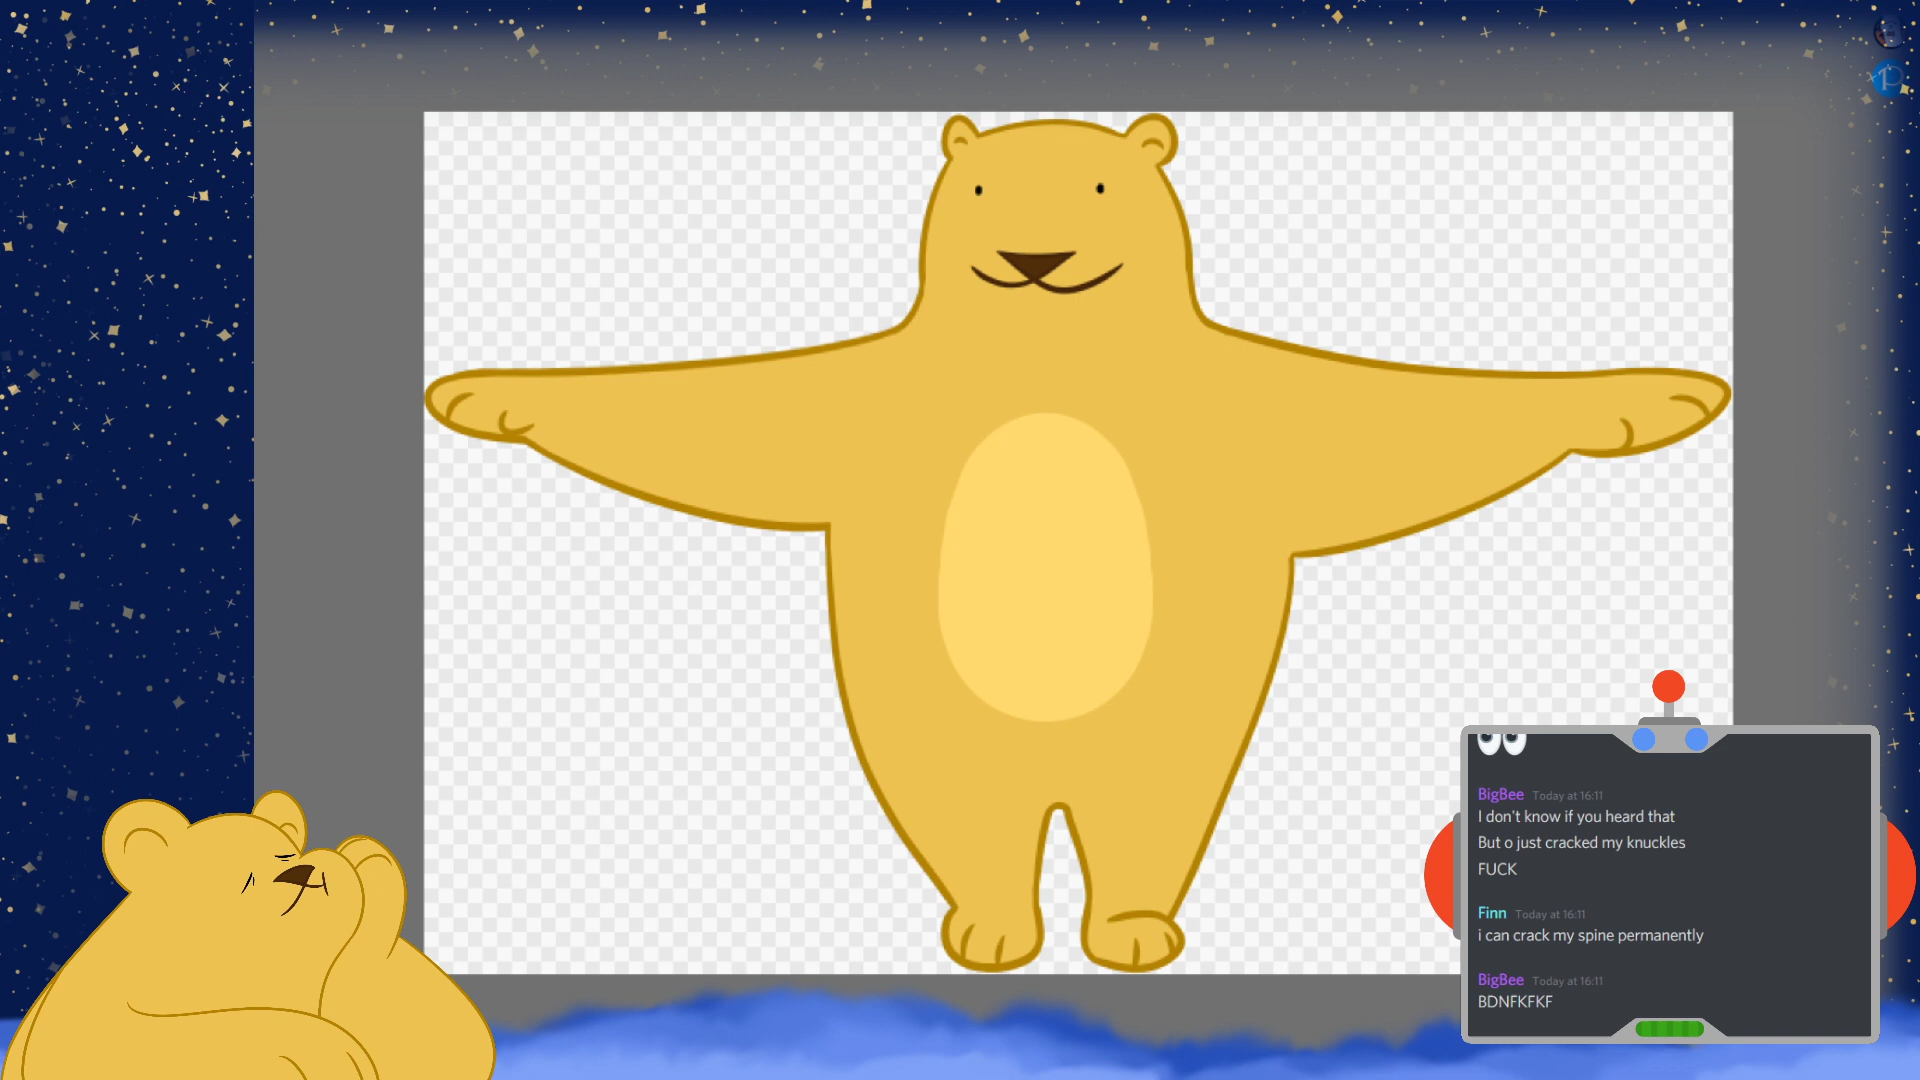 BigBee Today at 16:11
I don't know if you heard that
But o just cracked my knuckles
FUCK
Finn Today at 16:11
i can crack my spine permanently
BigBee Today at 16:11
BDNFKFKF